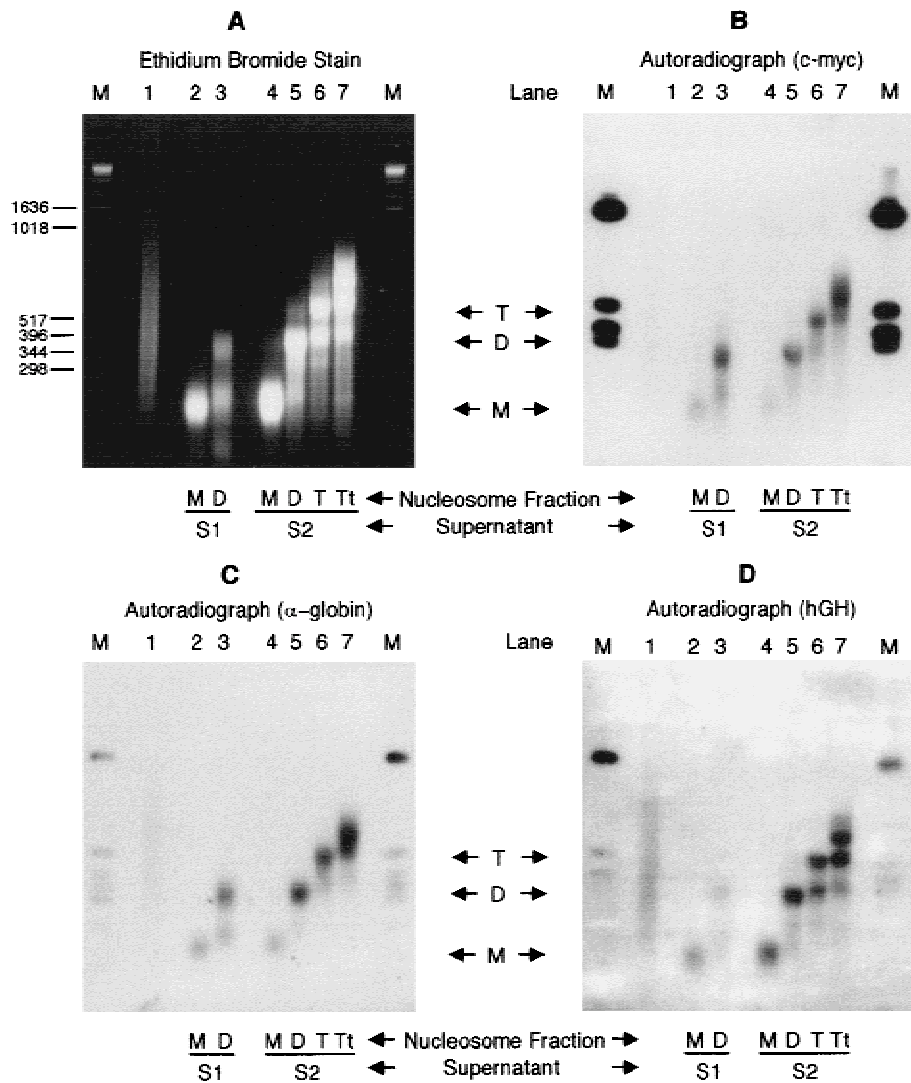 A
Ethidium Bromide Stain
M 1 2 3 4 5 6 7 M
1636
1018
517
396
344
298
M D M D T Tt
S1 S2
Lane
T
D
M
Nucleosome Fraction
Supernatant
B
Autoradiograph (c-myc)
M 1 2 3 4 5 6 7 M
M D M D T Tt
S1 S2
C
Autoradiograph (α-globin)
M 1 2 3 4 5 6 7 M
M D M D T Tt
S1 S2
Lane
T
D
M
Nucleosome Fraction
Supernatant
D
Autoradiograph (hGH)
M 1 2 3 4 5 6 7 M
M D M D T Tt
S1 S2